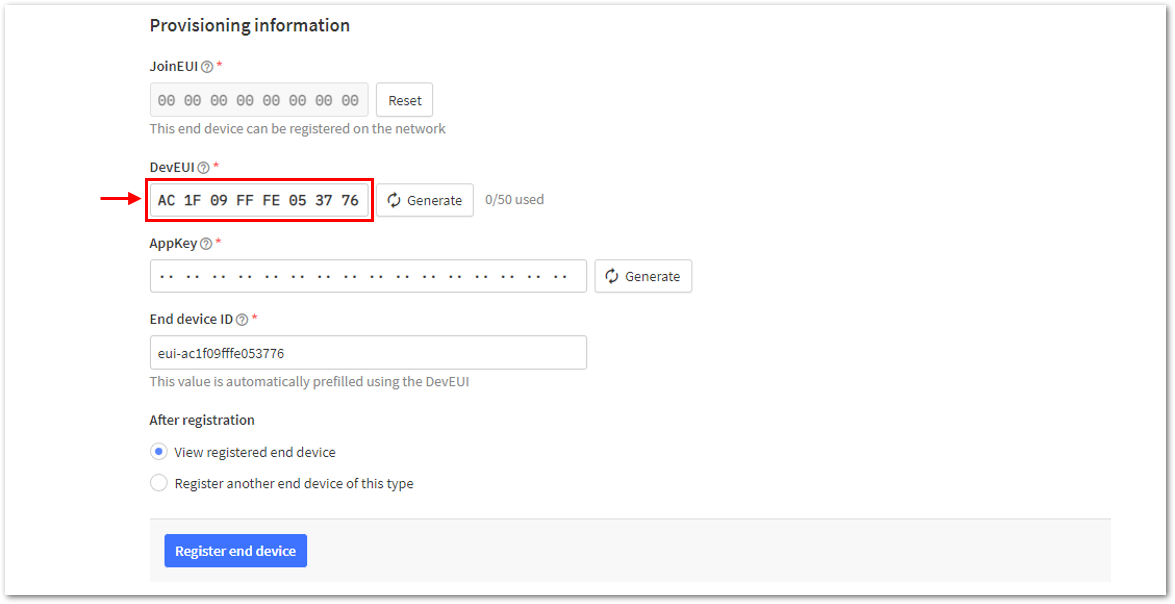 Provisioning information
JoinEUI *
00 00 00 00 00 00 00 00 Reset
This end device can be registered on the network
DevEUI *
AC 1F 09 FF FE 05 37 76 Generate 0/50 used
AppKey *
·· ·· ·· ·· ·· ·· ·· ·· ·· ·· ·· ·· ·· ·· ·· ·· Generate
End device ID *
eui-ac1f09fffe053776
This value is automatically prefilled using the DevEUI
After registration
View registered end device
Register another end device of this type
Register end device